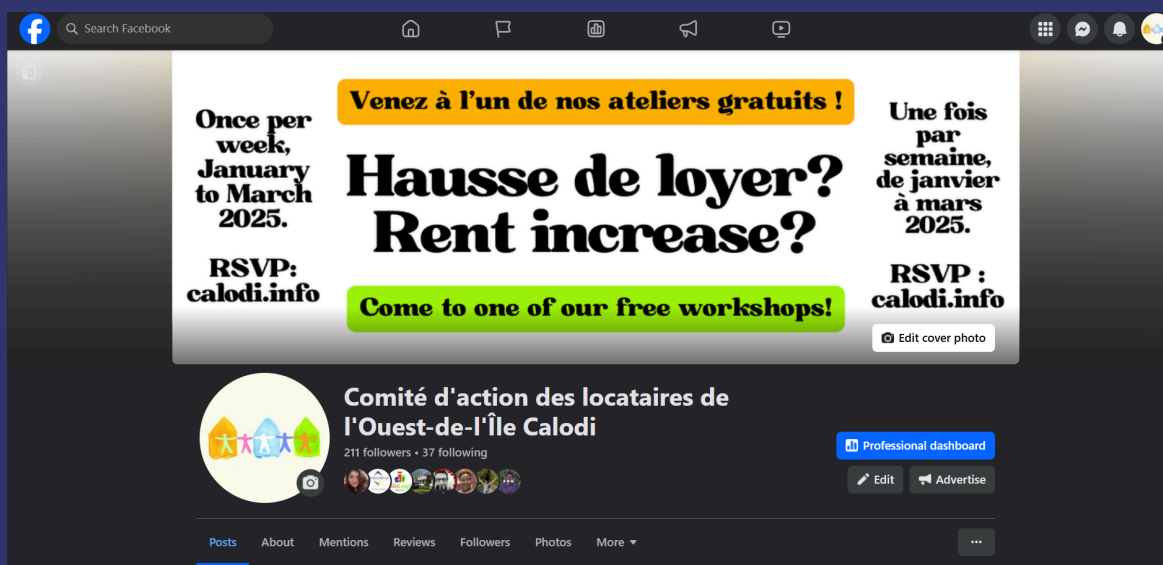 Search Facebook
Venez à l'un de nos ateliers gratuits !
Once per
week,
January
to March
2025.
RSVP:
calodi.info
Hausse de loyer?
Rent increase?
Come to one of our free workshops!
Une fois
par
semaine,
de janvier
à mars
2025.
RSVP :
calodi.info
Edit cover photo
Comité d'action des locataires de
l'Ouest-de-l'Île Calodi
211 followers • 37 following
Professional dashboard
Edit
Advertise
Posts
About
Mentions
Reviews
Followers
Photos
More